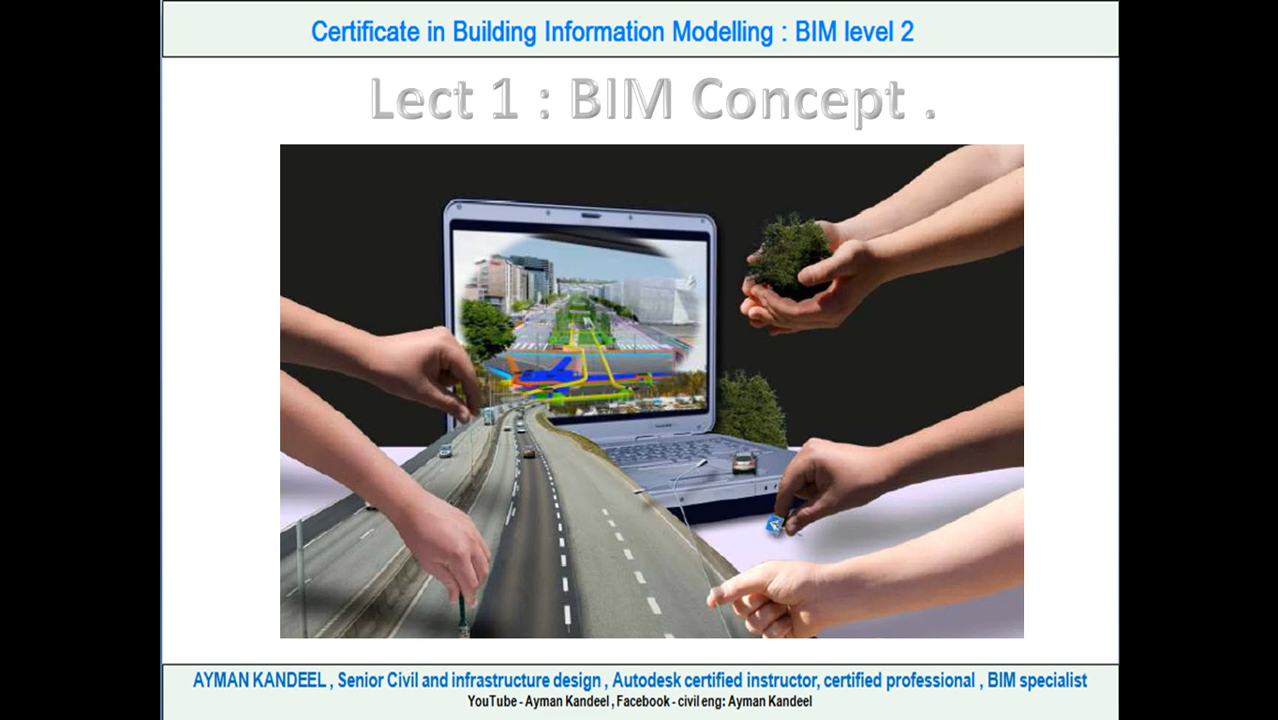 Certificate in Building Information Modelling : BIM level 2
Lect 1 : BIM Concept .
AYMAN KANDEEL , Senior Civil and infrastructure design , Autodesk certified instructor, certified professional , BIM specialist
YouTube - Ayman Kandeel , Facebook - civil eng: Ayman Kandeel